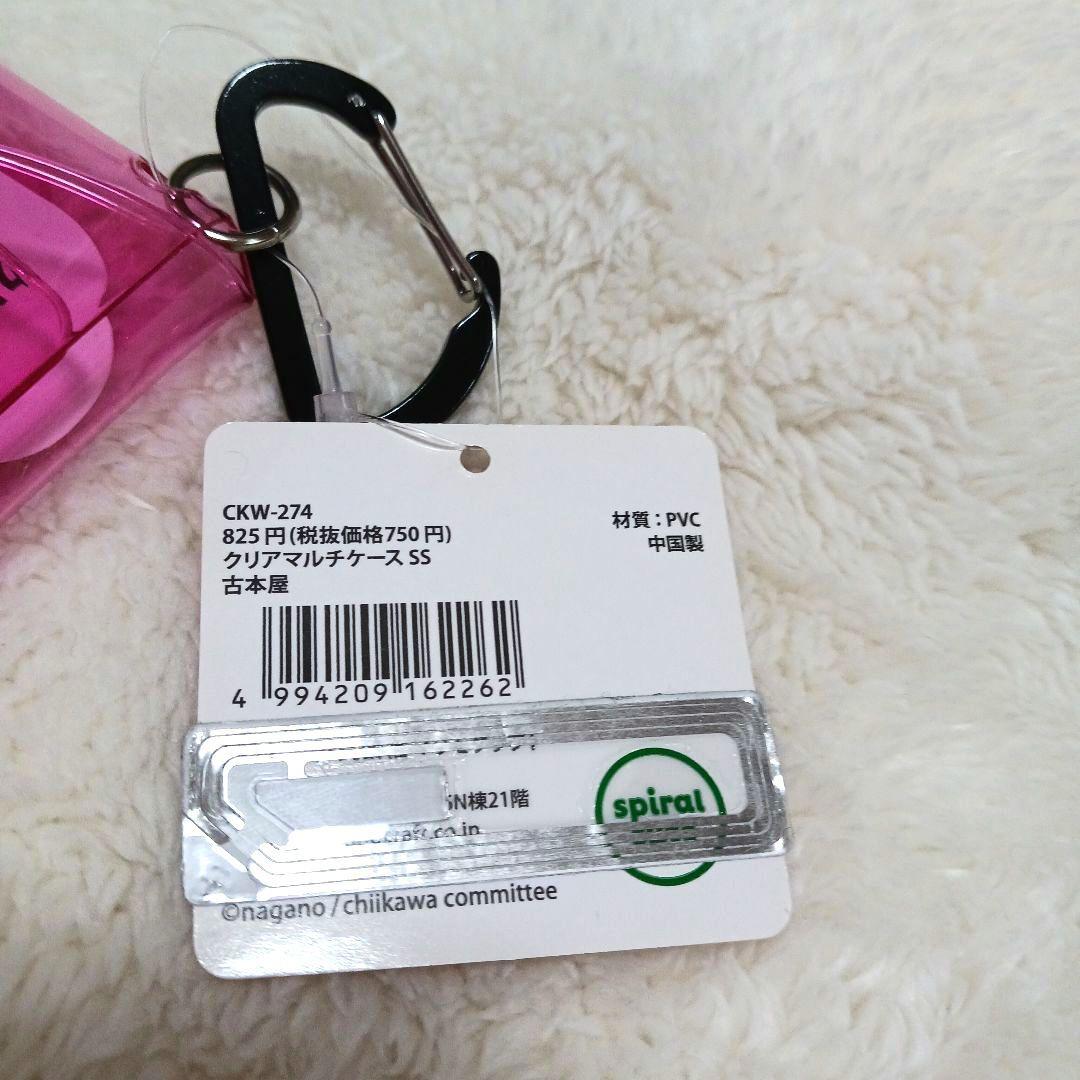 CKW-274
825円(税抜価格750円)
クリアマルチケース SS
古本屋
材質：PVC
中国製
4 994209 162262
N棟21階
spiral
©nagano / chiikawa committee